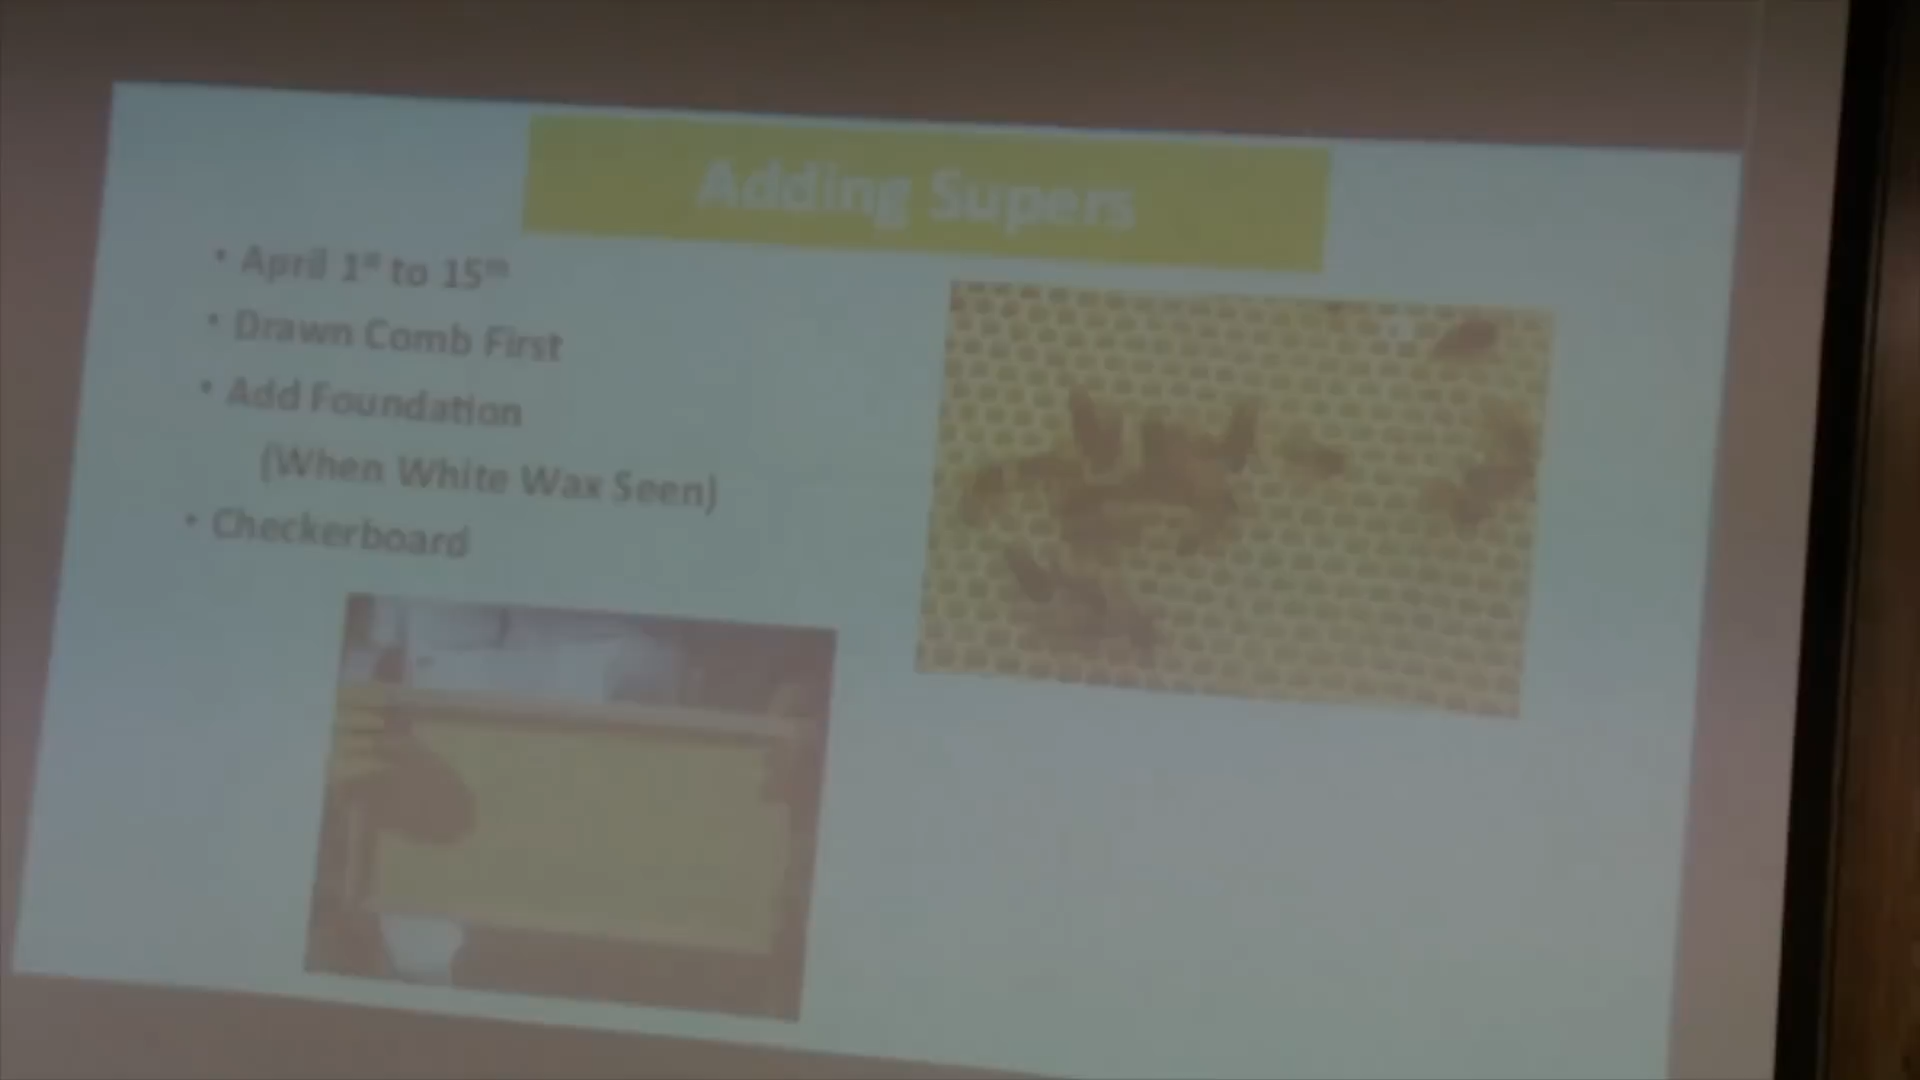 Adding Supers
• April 1st to 15th
• Drawn Comb First
• Add Foundation
(When White Wax Seen)
• Checkerboard